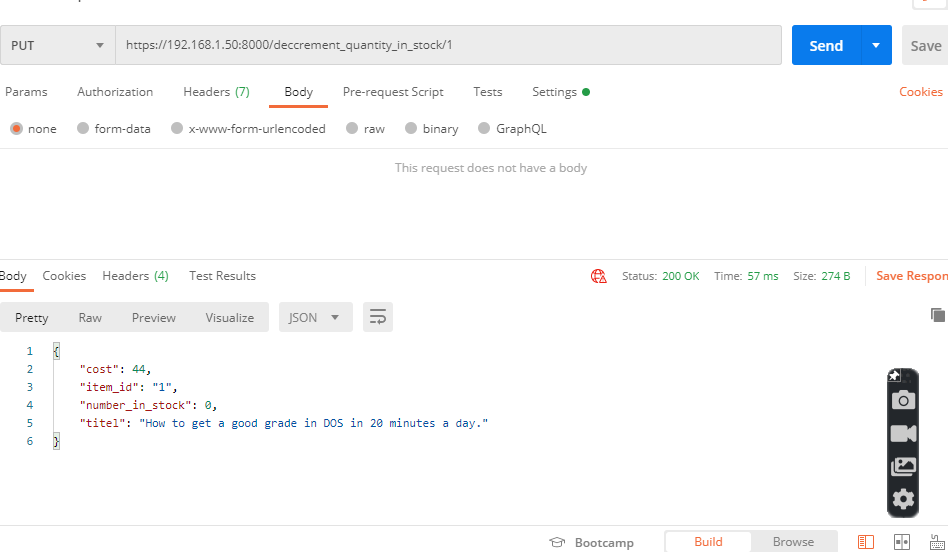 PUT https://192.168.1.50:8000/deccrement_quantity_in_stock/1 Send Save
Params Authorization Headers (7) Body Pre-request Script Tests Settings Cookies
none form-data x-www-form-urlencoded raw binary GraphQL
This request does not have a body
Body Cookies Headers (4) Test Results Status: 200 OK Time: 57 ms Size: 274 B Save Respon
Pretty Raw Preview Visualize JSON
1 {
2 "cost": 44,
3 "item_id": "1",
4 "number_in_stock": 0,
5 "titel": "How to get a good grade in DOS in 20 minutes a day."
6 }
Bootcamp Build Browse